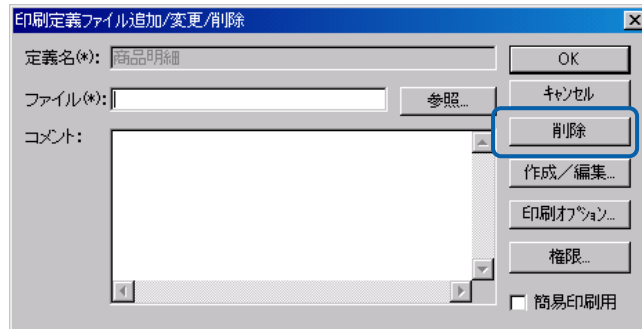 印刷定義ファイル追加/変更/削除
定義名(*): 商品明細
OK
ファイル(*):
参照...
キャンセル
コメント:
削除
作成/編集...
印刷オプション...
権限...
簡易印刷用